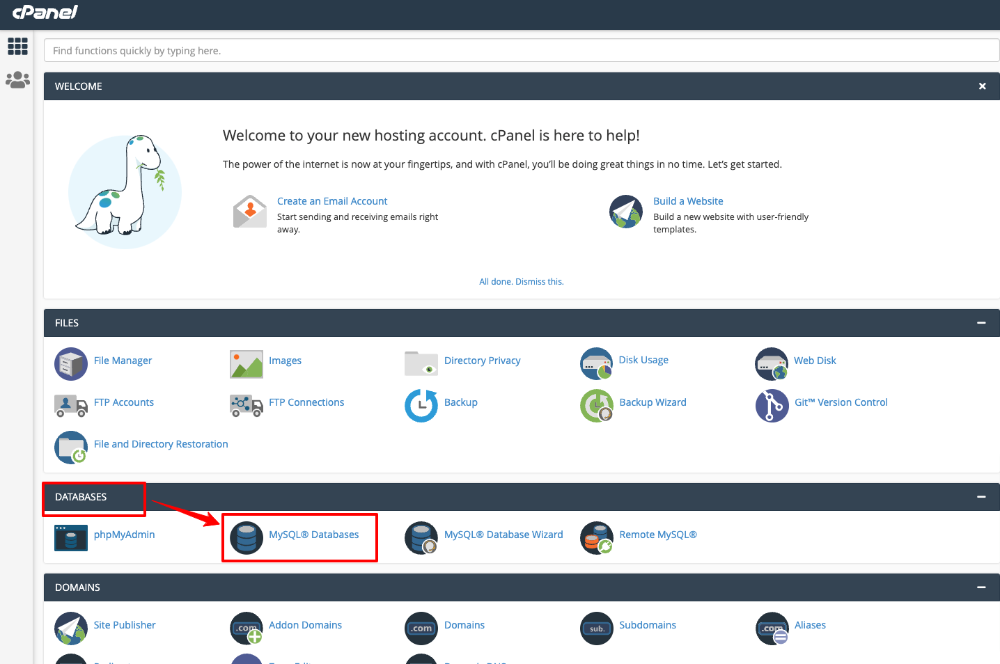 cPanel
Find functions quickly by typing here.
WELCOME
Welcome to your new hosting account. cPanel is here to help!
The power of the internet is now at your fingertips, and with cPanel, you'll be doing great things in no time. Let's get started.
Create an Email Account
Start sending and receiving emails right
away.
Build a Website
Build a new website with user-friendly
templates.
All done. Dismiss this.
FILES
File Manager
Images
Directory Privacy
Disk Usage
Web Disk
FTP Accounts
FTP Connections
Backup
Backup Wizard
Git™ Version Control
File and Directory Restoration
DATABASES
phpMyAdmin
MySQL® Databases
MySQL® Database Wizard
Remote MySQL®
DOMAINS
Site Publisher
.com
Addon Domains
.com
Domains
sub.
Subdomains
.com
Aliases